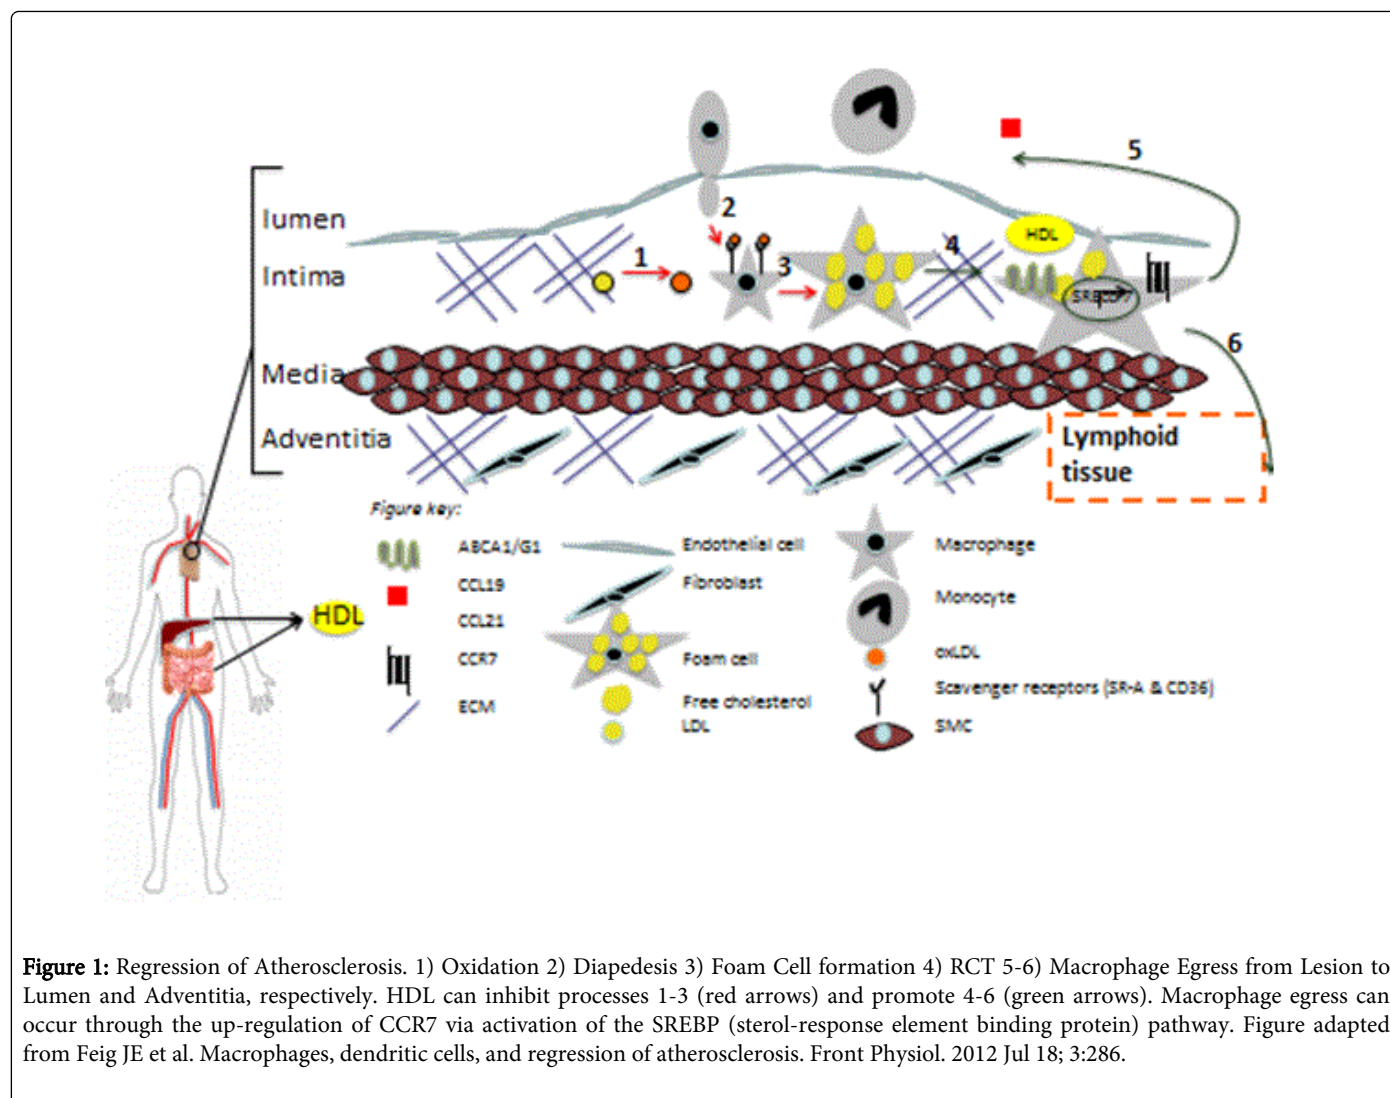 5
lumen
2
HDL
1
4
Intima
3
6
Media
Adventitia
Lymphoid
tissue
Figure key:
ABCA1/G1
Endothelial cell
Macrophage
CCL19
Fibroblast
Monocyte
HDL
CCL21
CCR7
Foam cell
oxLDL
Scavenger receptors (SR-A & CD36)
ECM
Free cholesterol
LDL
SMC
Figure 1: Regression of Atherosclerosis. 1) Oxidation 2) Diapedesis 3) Foam Cell formation 4) RCT 5-6) Macrophage Egress from Lesion to
Lumen and Adventitia, respectively. HDL can inhibit processes 1-3 (red arrows) and promote 4-6 (green arrows). Macrophage egress can
occur through the up-regulation of CCR7 via activation of the SREBP (sterol-response element binding protein) pathway. Figure adapted
from Feig JE et al. Macrophages, dendritic cells, and regression of atherosclerosis. Front Physiol. 2012 Jul 18; 3:286.